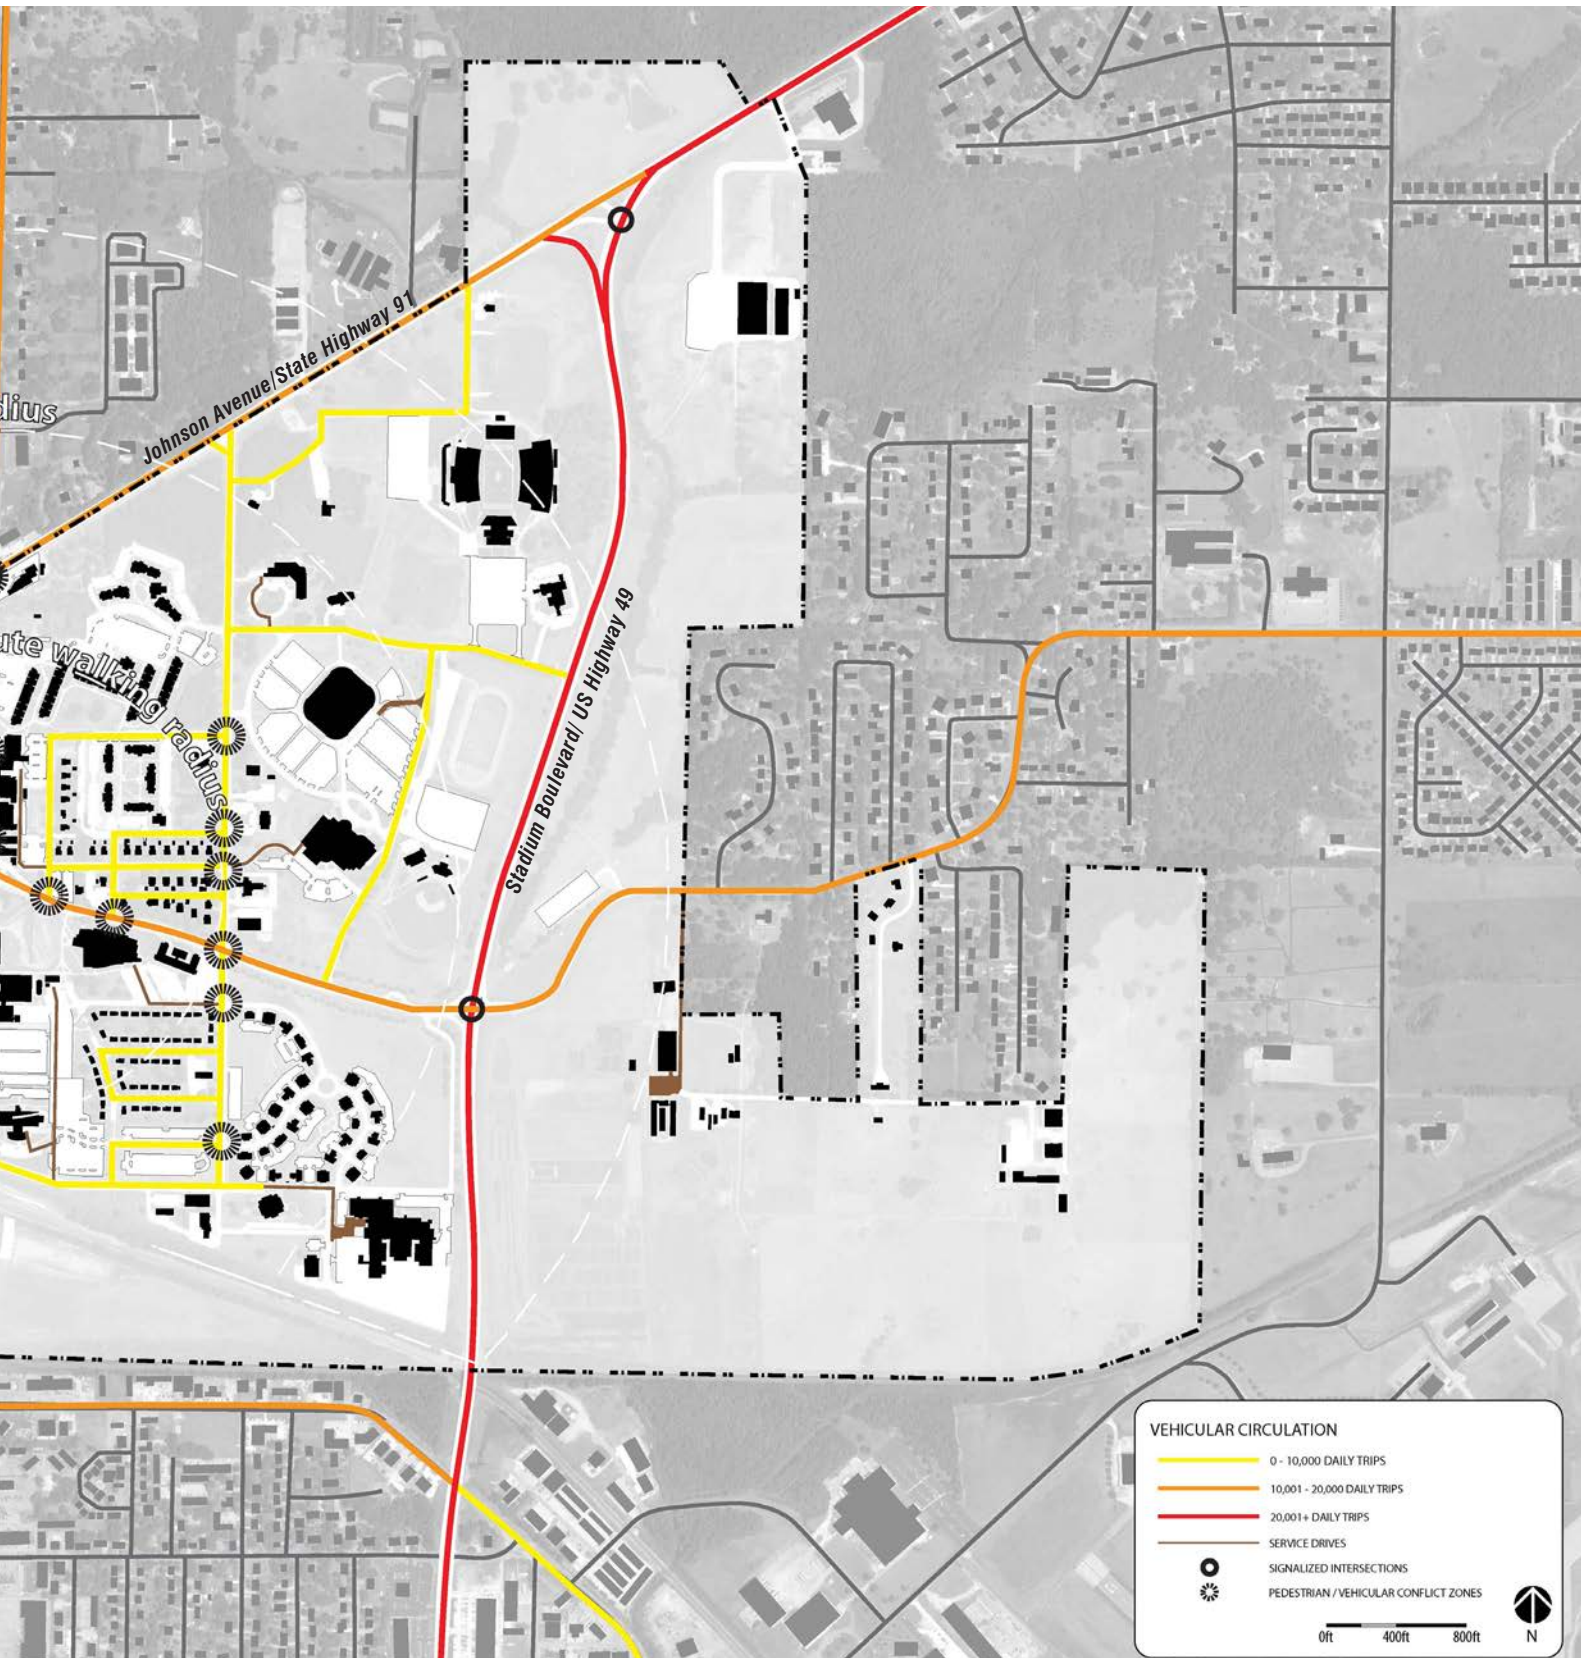 Johnson Avenue/State Highway 91
dius
Stadium Boulevard/ US Highway 49
ute walking radius
VEHICULAR CIRCULATION
0 - 10,000 DAILY TRIPS
10,001 - 20,000 DAILY TRIPS
20,001+ DAILY TRIPS
SERVICE DRIVES
SIGNALIZED INTERSECTIONS
PEDESTRIAN / VEHICULAR CONFLICT ZONES
0ft 400ft 800ft
N